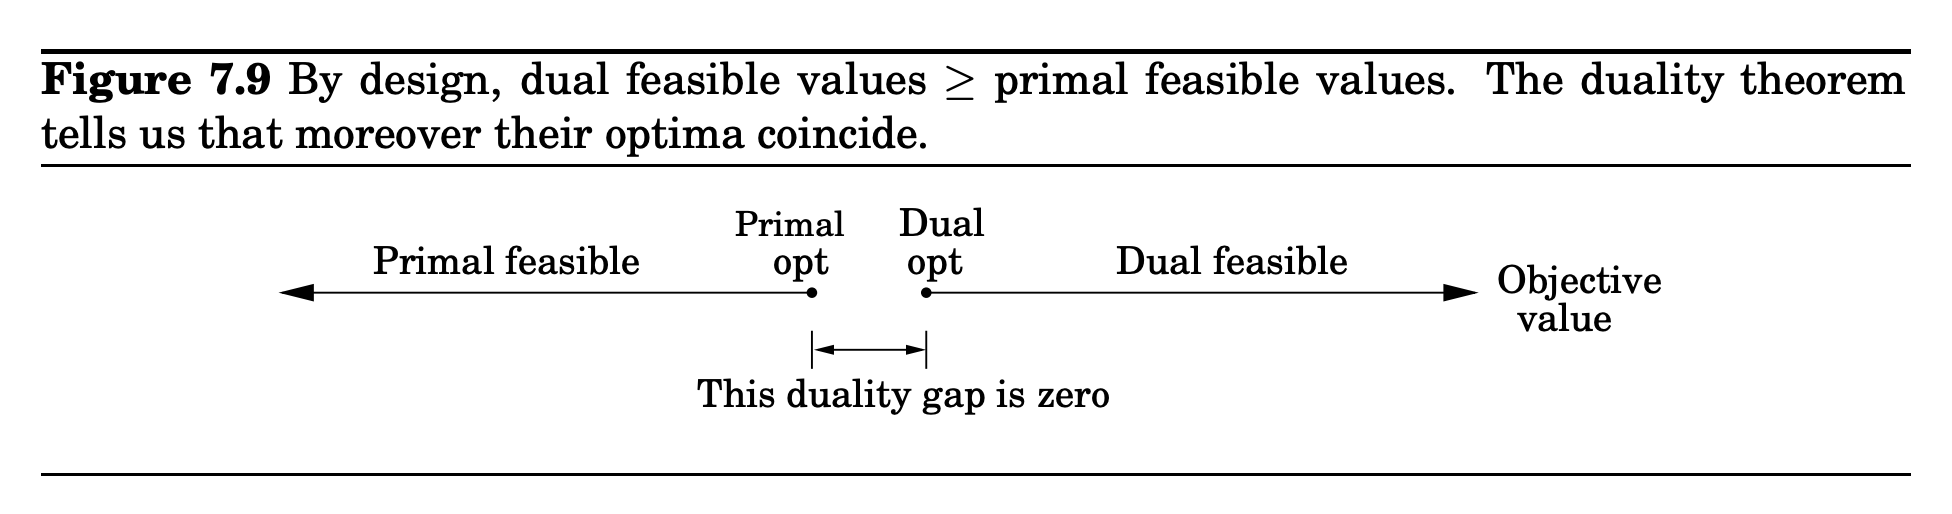 Figure 7.9 By design, dual feasible values ≥ primal feasible values. The duality theorem
tells us that moreover their optima coincide.
Primal
opt
Dual
opt
Primal feasible
Dual feasible
Objective
value
This duality gap is zero